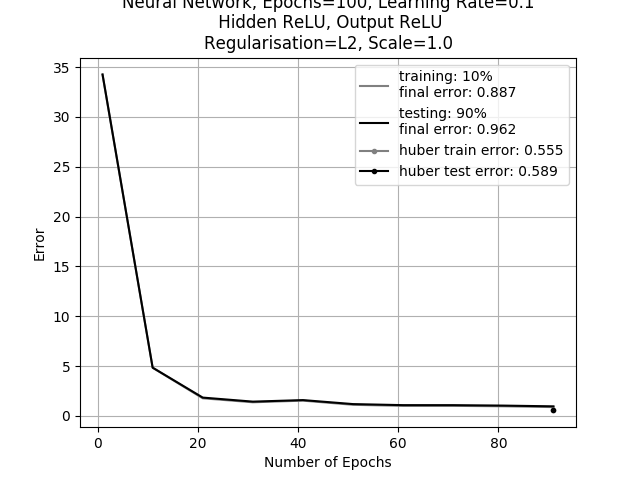 Neural Network, Epochs=100, Learning Rate=0.1
Hidden ReLU, Output ReLU
Regularisation=L2, Scale=1.0
35
30
25
20
15
10
5
0
Error
training: 10%
final error: 0.887
testing: 90%
final error: 0.962
huber train error: 0.555
huber test error: 0.589
0
20
40
60
80
Number of Epochs